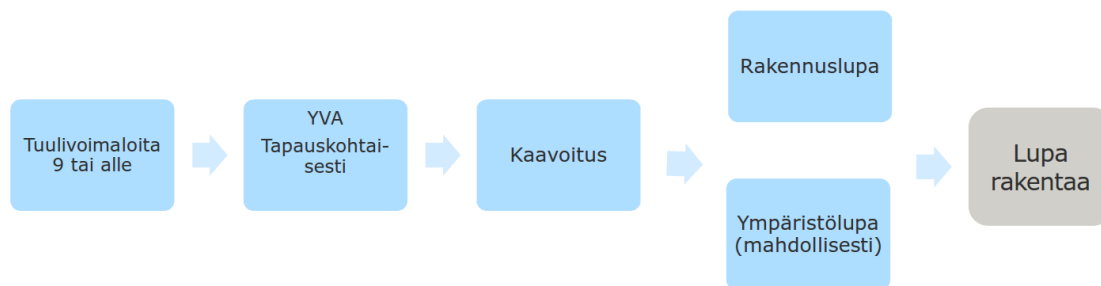 Tuulivoimaloita
9 tai alle
YVA
Tapauskohtai-
sesti
Kaavoitus
Rakennuslupa
Ympäristölupa
(mahdollisesti)
Lupa
rakentaa